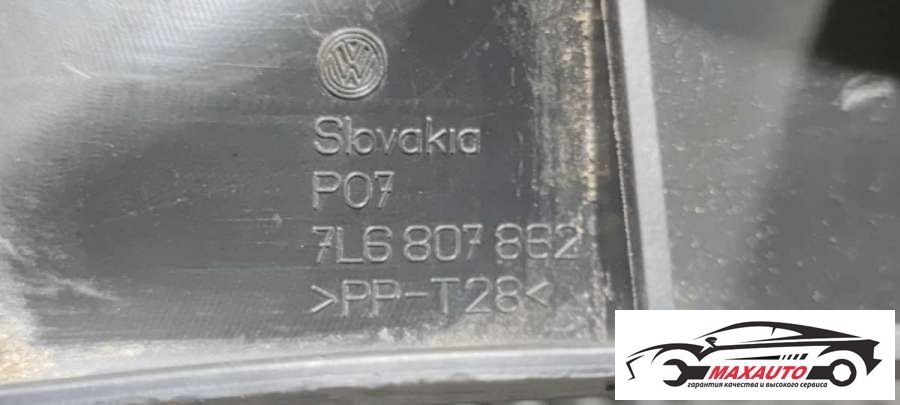 Slovakia
P07
7L6 807 862
>PP-T28<
MAXAUTO
гарантия качества и высокого сервиса